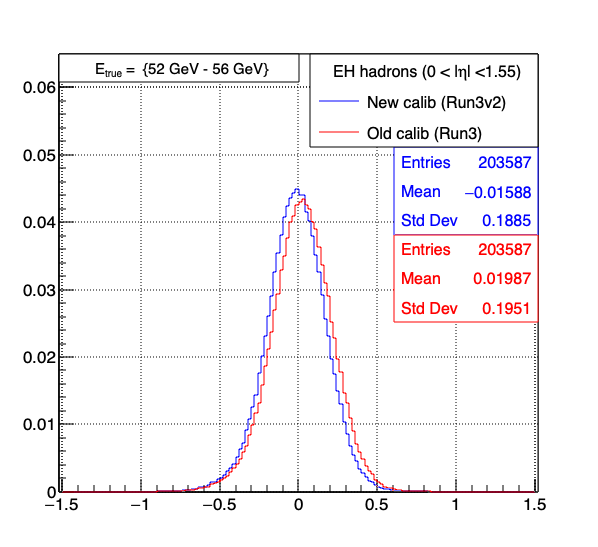 E_true = {52 GeV - 56 GeV}
EH hadrons (0 < |η| <1.55)
New calib (Run3v2)
Old calib (Run3)
Entries 203587
Mean −0.01588
Std Dev 0.1885
Entries 203587
Mean 0.01987
Std Dev 0.1951
0.06
0.05
0.04
0.03
0.02
0.01
0
−1.5 −1 −0.5 0 0.5 1 1.5